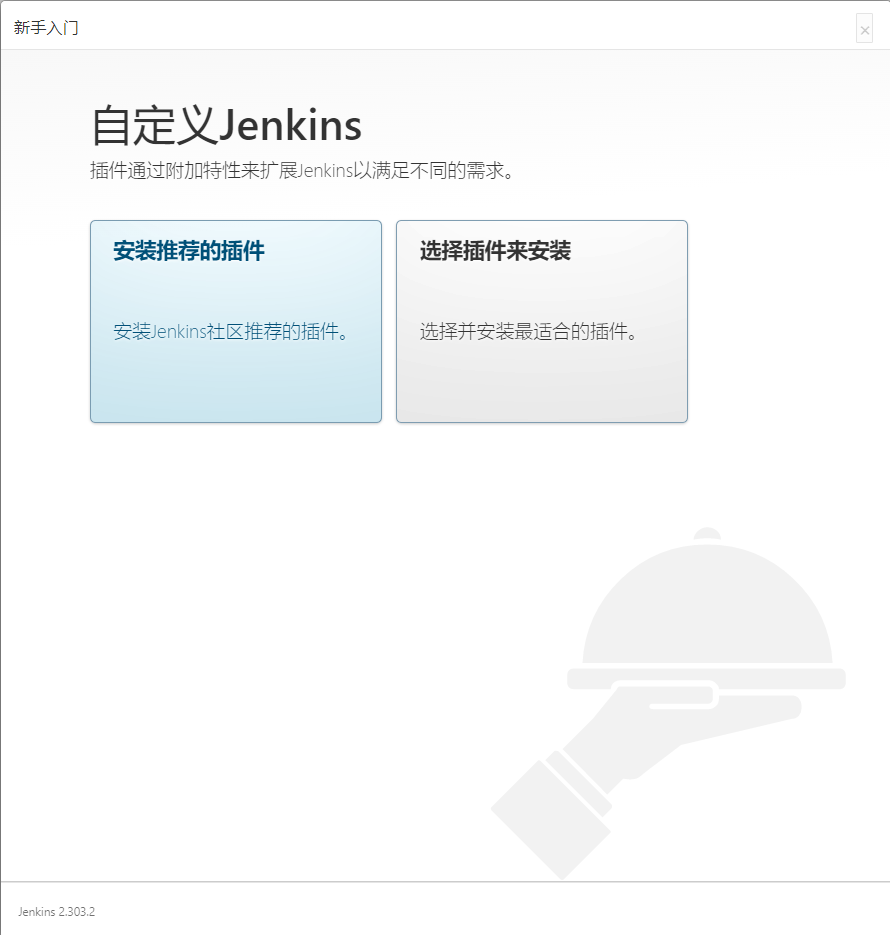 新手入门
×
自定义Jenkins
插件通过附加特性来扩展Jenkins以满足不同的需求。
安装推荐的插件
安装Jenkins社区推荐的插件。
选择插件来安装
选择并安装最适合的插件。
Jenkins 2.303.2